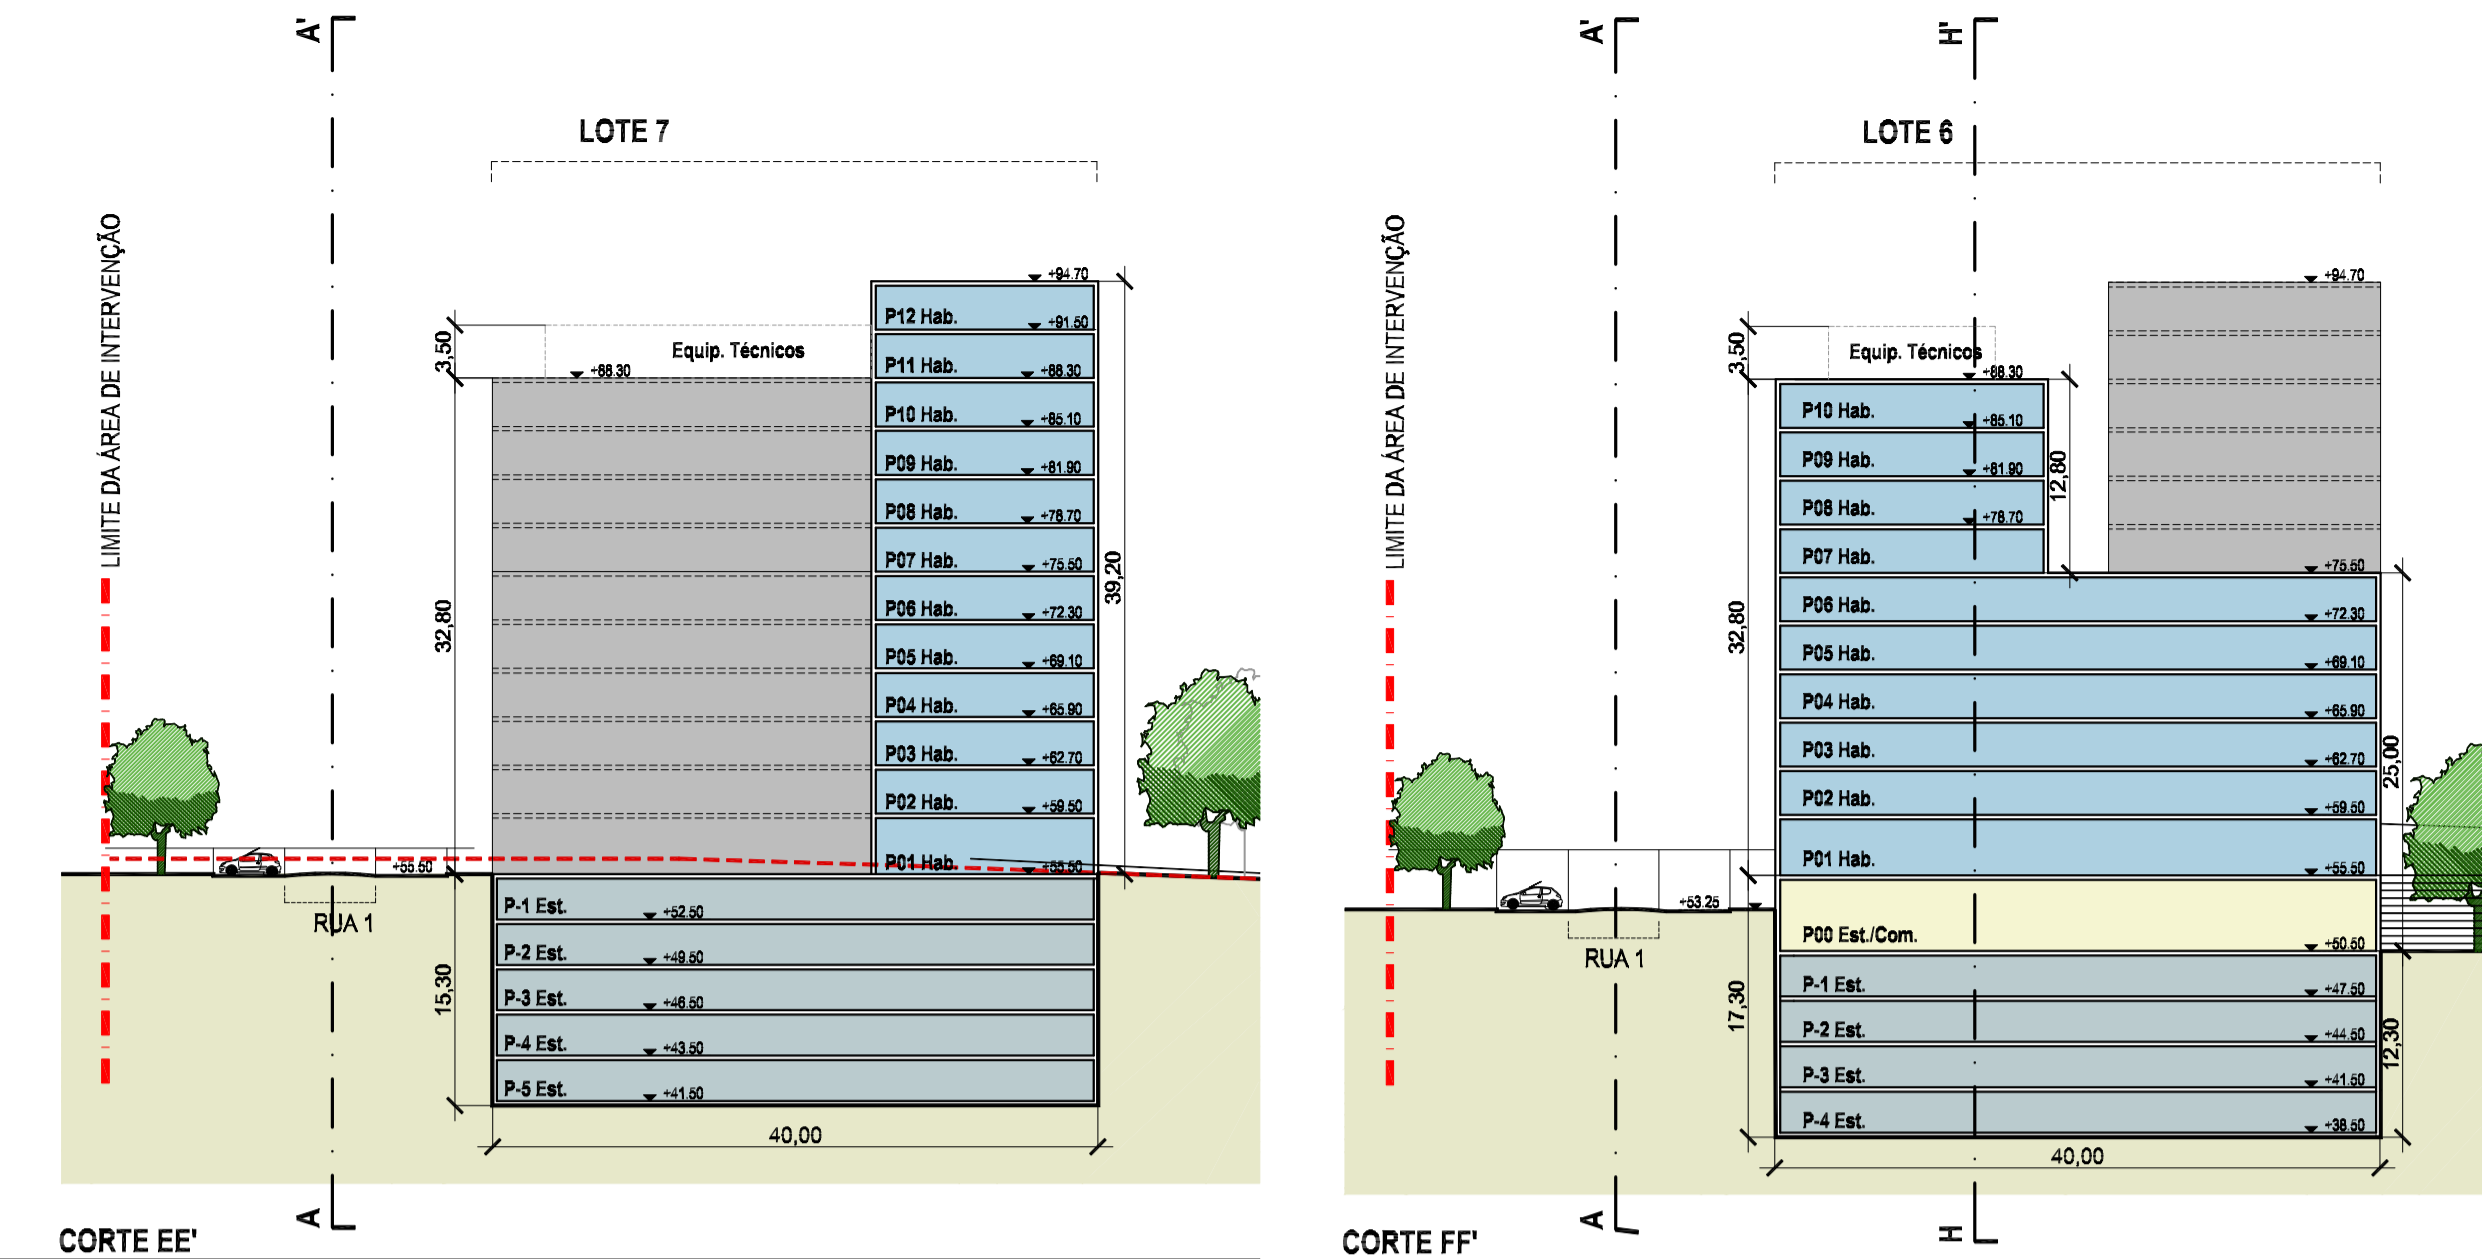 A'
LOTE 7
LIMITE DA ÁREA DE INTERVENÇÃO
+94.70
P12 Hab.
+91.50
3,50
Equip. Técnicos
P11 Hab.
+88.30
+88.30
P10 Hab.
+85.10
P09 Hab.
+81.90
P08 Hab.
+78.70
P07 Hab.
+75.50
39,20
P06 Hab.
+72.30
32,80
P05 Hab.
+69.10
P04 Hab.
+65.90
P03 Hab.
+62.70
P02 Hab.
+59.50
P01 Hab.
+55.50
+55.50
RUA 1
P-1 Est.
+52.50
P-2 Est.
+49.50
15,30
P-3 Est.
+46.50
P-4 Est.
+43.50
P-5 Est.
+41.50
40,00
A
CORTE EE'
A'
H'
LOTE 6
LIMITE DA ÁREA DE INTERVENÇÃO
+94.70
3,50
Equip. Técnicos
+88.30
P10 Hab.
+85.10
P09 Hab.
+81.90
12,80
P08 Hab.
+78.70
P07 Hab.
+75.50
32,80
P06 Hab.
+72.30
P05 Hab.
+69.10
P04 Hab.
+65.90
P03 Hab.
+62.70
25,00
P02 Hab.
+59.50
P01 Hab.
+55.50
+53.25
RUA 1
P00 Est./Com.
+50.50
17,30
P-1 Est.
+47.50
P-2 Est.
+44.50
12,30
P-3 Est.
+41.50
P-4 Est.
+38.50
40,00
A
H
CORTE FF'